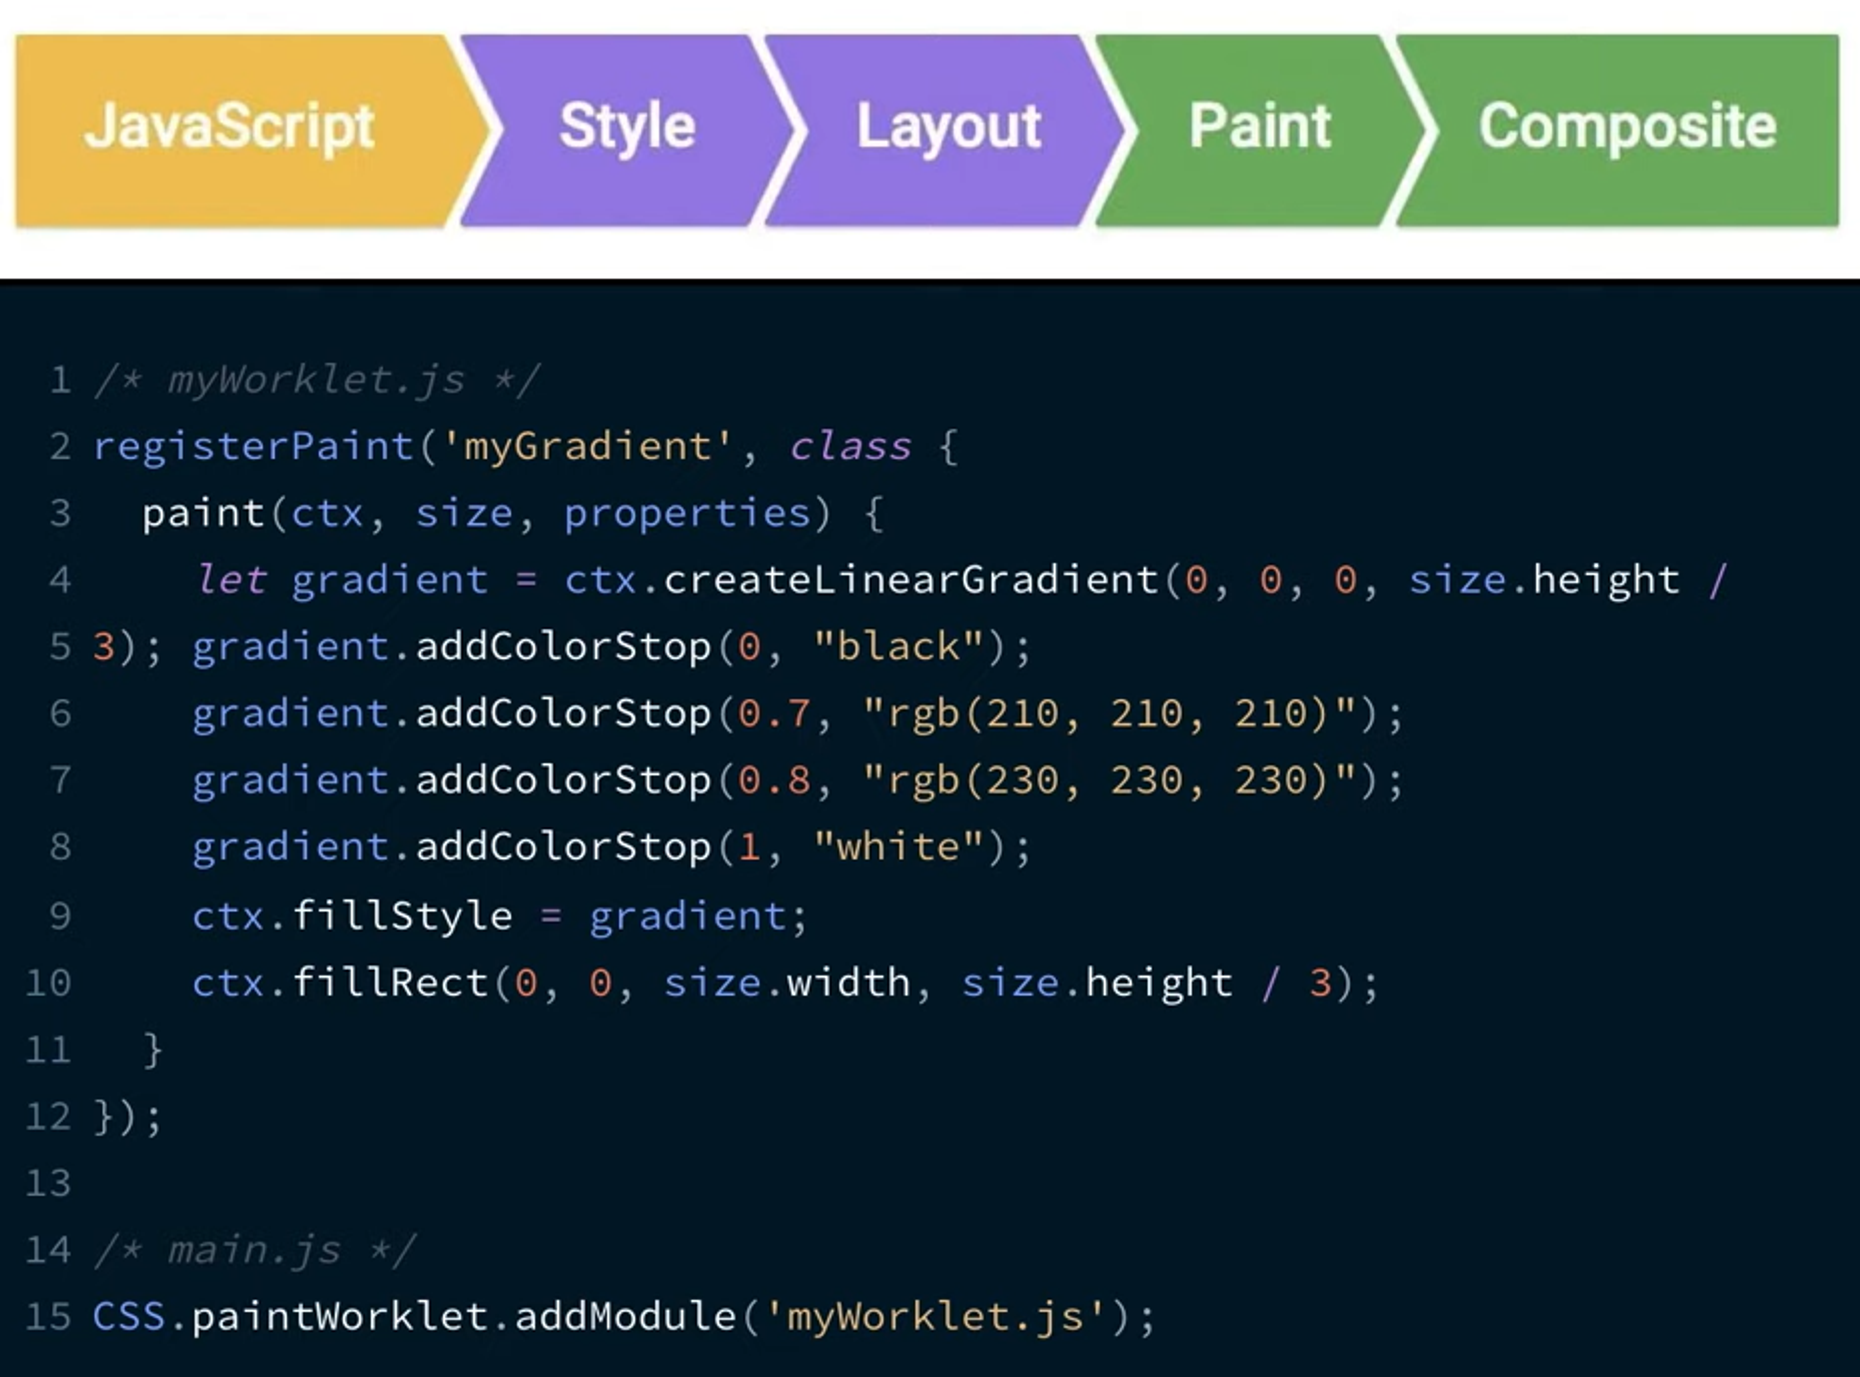 JavaScript Style Layout Paint Composite
1 /* myWorklet.js */
2 registerPaint('myGradient', class {
3   paint(ctx, size, properties) {
4     let gradient = ctx.createLinearGradient(0, 0, 0, size.height /
5 3); gradient.addColorStop(0, "black");
6     gradient.addColorStop(0.7, "rgb(210, 210, 210)");
7     gradient.addColorStop(0.8, "rgb(230, 230, 230)");
8     gradient.addColorStop(1, "white");
9     ctx.fillStyle = gradient;
10     ctx.fillRect(0, 0, size.width, size.height / 3);
11   }
12 });
13
14 /* main.js */
15 CSS.paintWorklet.addModule('myWorklet.js');